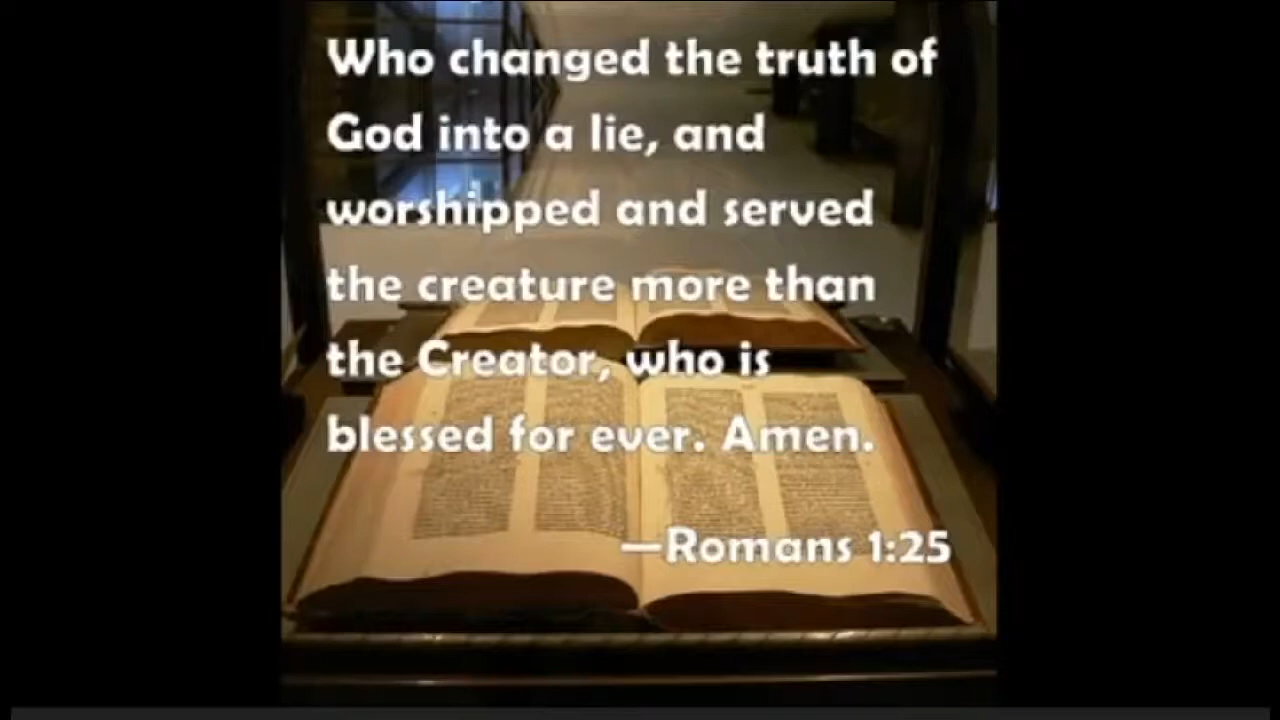 Who changed the truth of
God into a lie, and
worshipped and served
the creature more than
the Creator, who is
blessed for ever. Amen.
—Romans 1:25